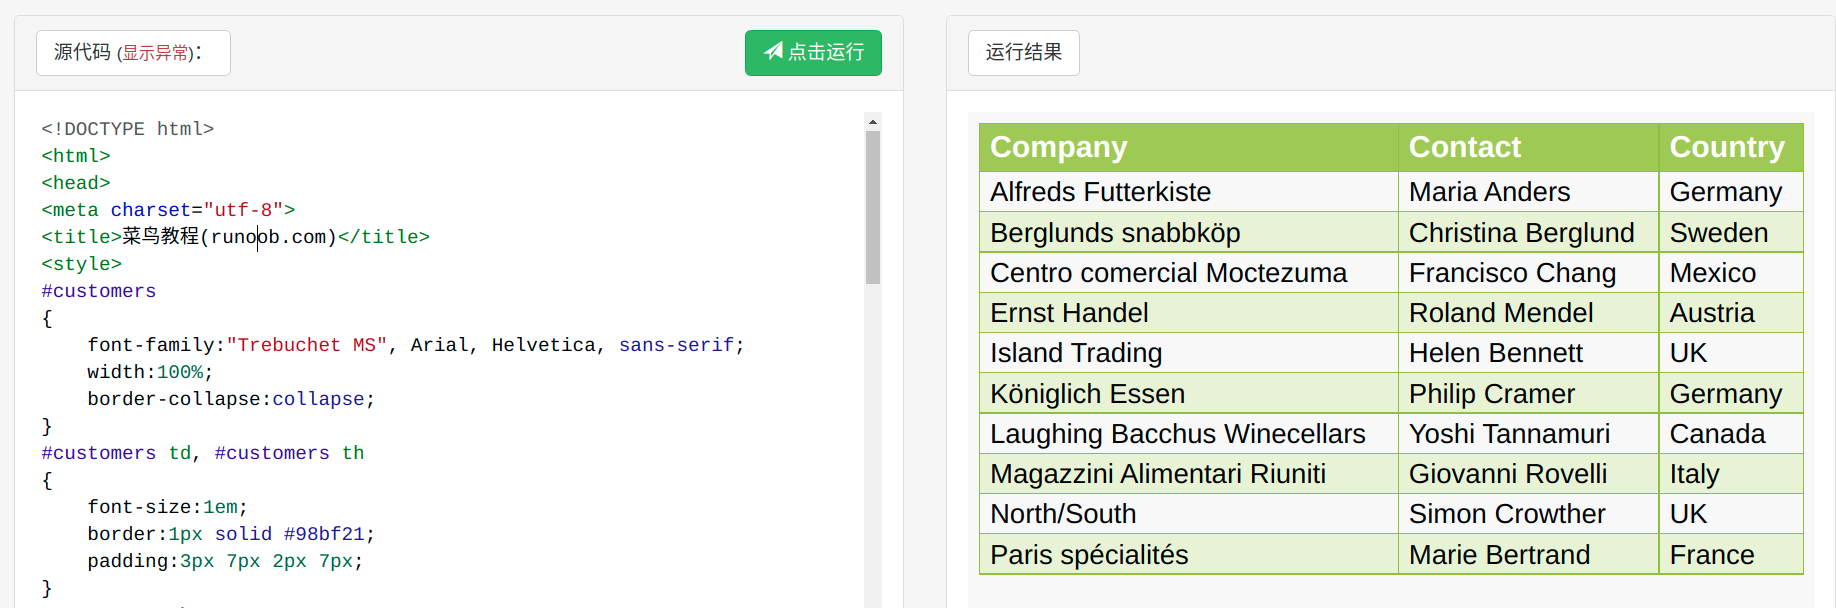 源代码 (显示异常)：
点击运行
<!DOCTYPE html>
<html>
<head>
<meta charset="utf-8">
<title>菜鸟教程(runoob.com)</title>
<style>
#customers
{
    font-family:"Trebuchet MS", Arial, Helvetica, sans-serif;
    width:100%;
    border-collapse:collapse;
}
#customers td, #customers th
{
    font-size:1em;
    border:1px solid #98bf21;
    padding:3px 7px 2px 7px;
}
运行结果
Company Contact Country
Alfreds Futterkiste Maria Anders Germany
Berglunds snabbköp Christina Berglund Sweden
Centro comercial Moctezuma Francisco Chang Mexico
Ernst Handel Roland Mendel Austria
Island Trading Helen Bennett UK
Königlich Essen Philip Cramer Germany
Laughing Bacchus Winecellars Yoshi Tannamuri Canada
Magazzini Alimentari Riuniti Giovanni Rovelli Italy
North/South Simon Crowther UK
Paris spécialités Marie Bertrand France